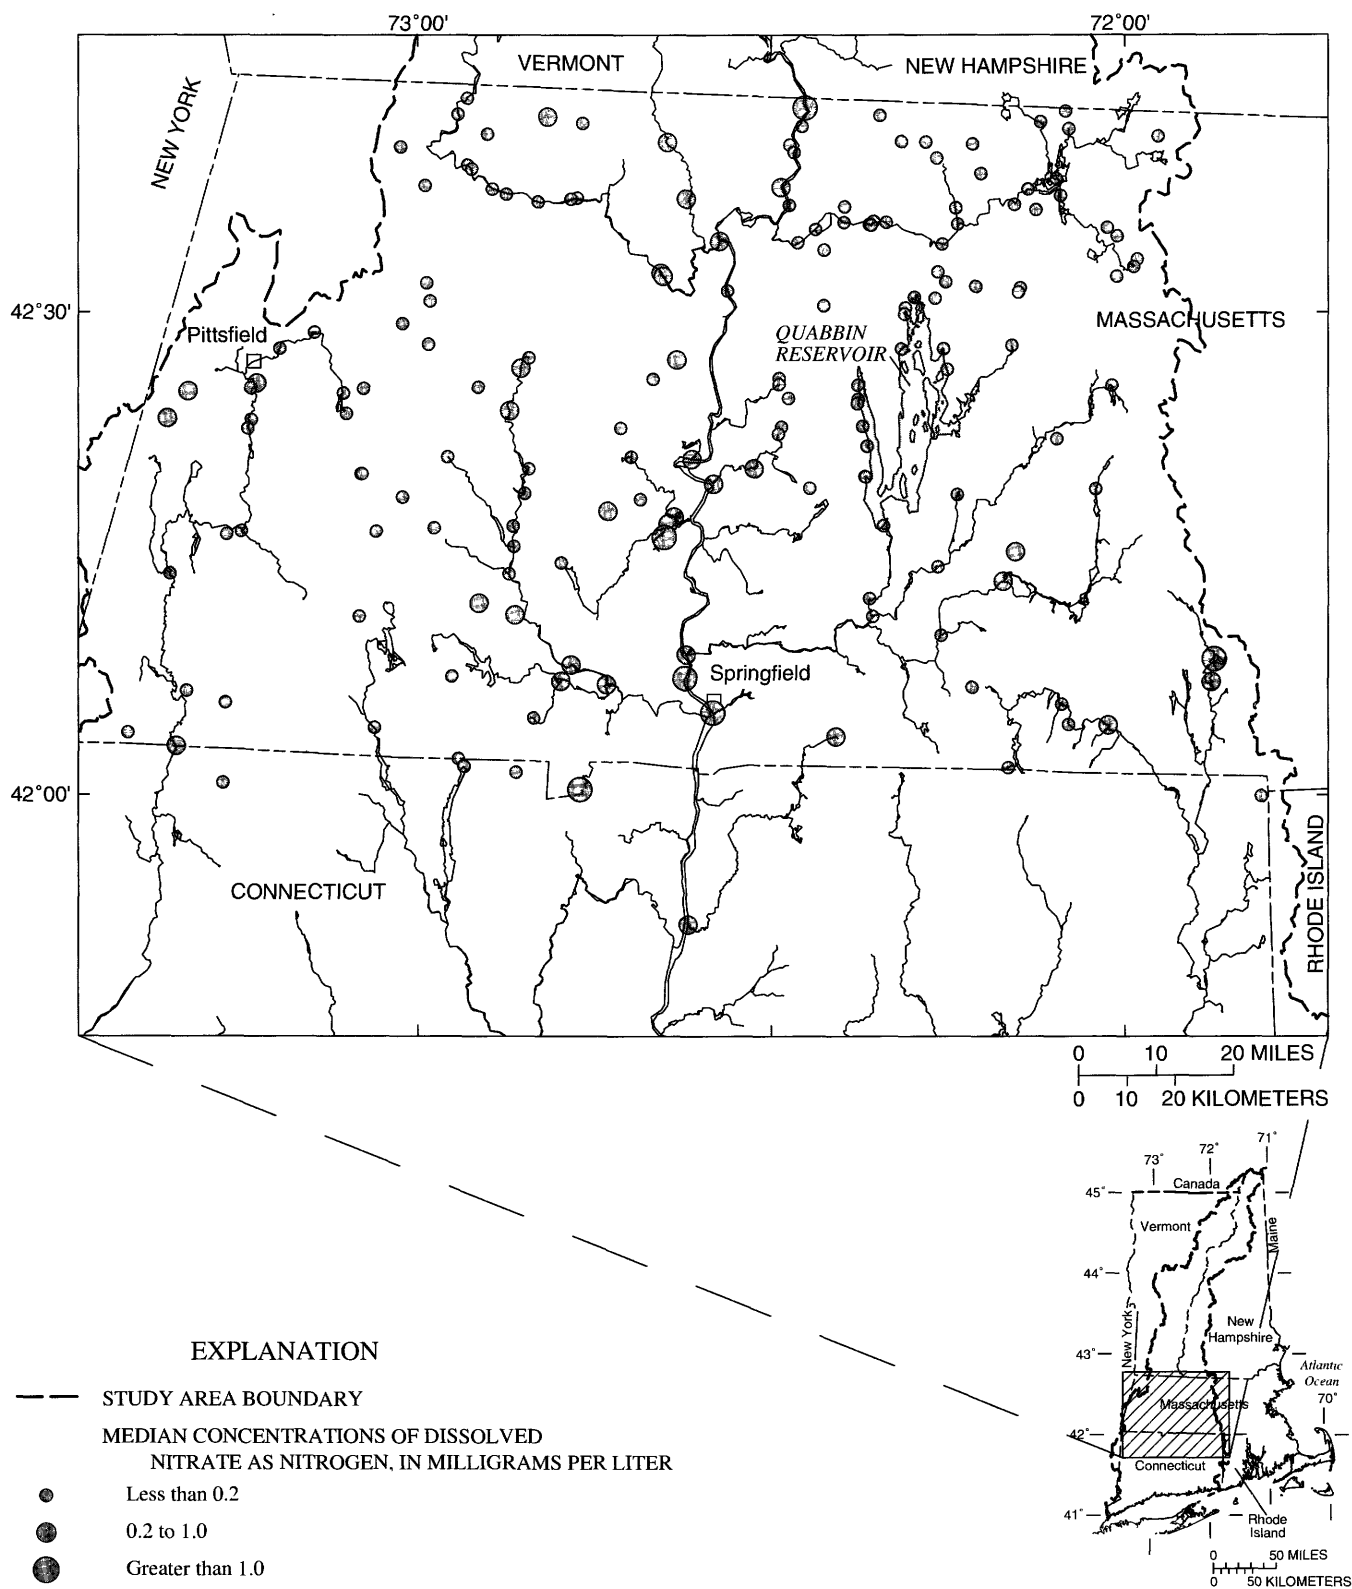 73°00'
72°00'
VERMONT
NEW HAMPSHIRE
NEW YORK
42°30'
Pittsfield
QUABBIN
RESERVOIR
MASSACHUSETTS
Springfield
42°00'
CONNECTICUT
RHODE ISLAND
0 10 20 MILES
0 10 20 KILOMETERS
71°
72°
73°
Canada
45°
Vermont
Maine
44°
New York
New
Hampshire
43°
Atlantic
Ocean
70°
Massachusetts
42°
Connecticut
41°
Rhode
Island
0 50 MILES
0 50 KILOMETERS
EXPLANATION
STUDY AREA BOUNDARY
MEDIAN CONCENTRATIONS OF DISSOLVED
NITRATE AS NITROGEN, IN MILLIGRAMS PER LITER
Less than 0.2
0.2 to 1.0
Greater than 1.0